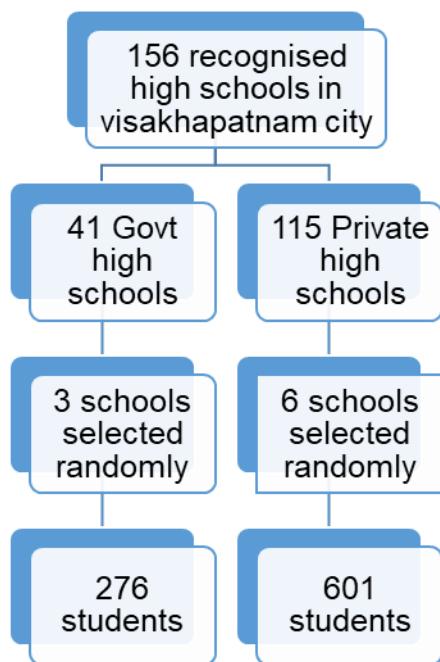 156 recognised
high schools in
visakhapatnam city
41 Govt
high
schools
115 Private
high
schools
3 schools
selected
randomly
6 schools
selected
randomly
276
students
601
students